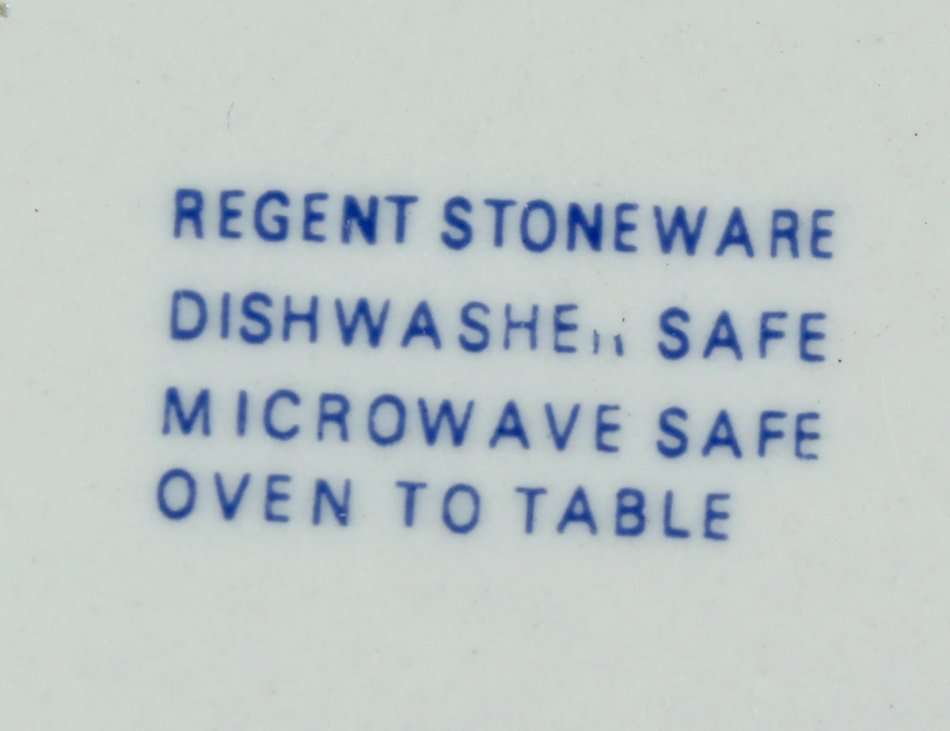 REGENT STONEWARE
DISHWASHER SAFE
MICROWAVE SAFE
OVEN TO TABLE